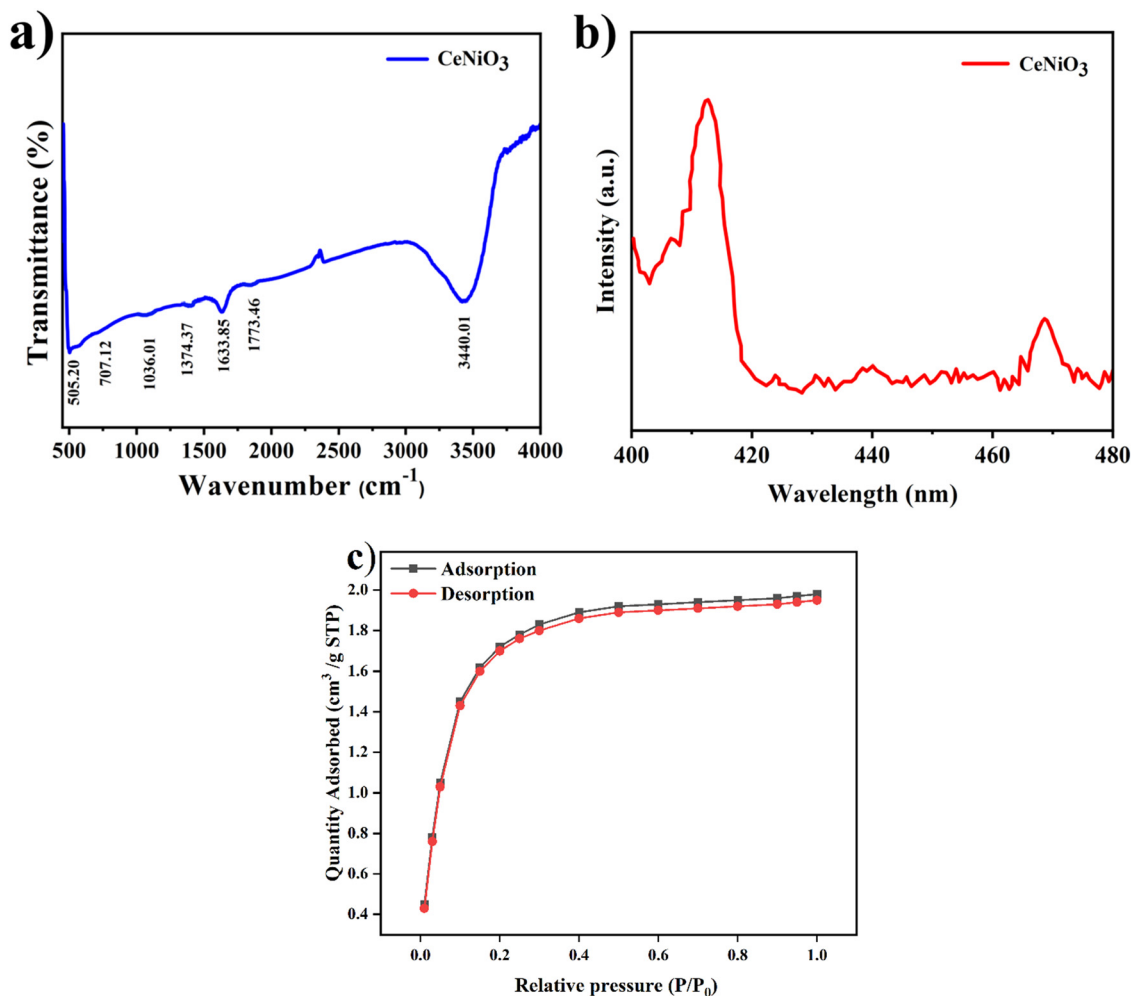 a)
CeNiO₃
Transmittance (%)
505.20
707.12
1036.01
1374.37
1633.85
1773.46
3440.01
500 1000 1500 2000 2500 3000 3500 4000
Wavenumber (cm⁻¹)
b)
CeNiO₃
Intensity (a.u.)
400 420 440 460 480
Wavelength (nm)
c)
Adsorption
Desorption
Quantity Adsorbed (cm³/g STP)
2.0
1.8
1.6
1.4
1.2
1.0
0.8
0.6
0.4
0.0 0.2 0.4 0.6 0.8 1.0
Relative pressure (P/P₀)